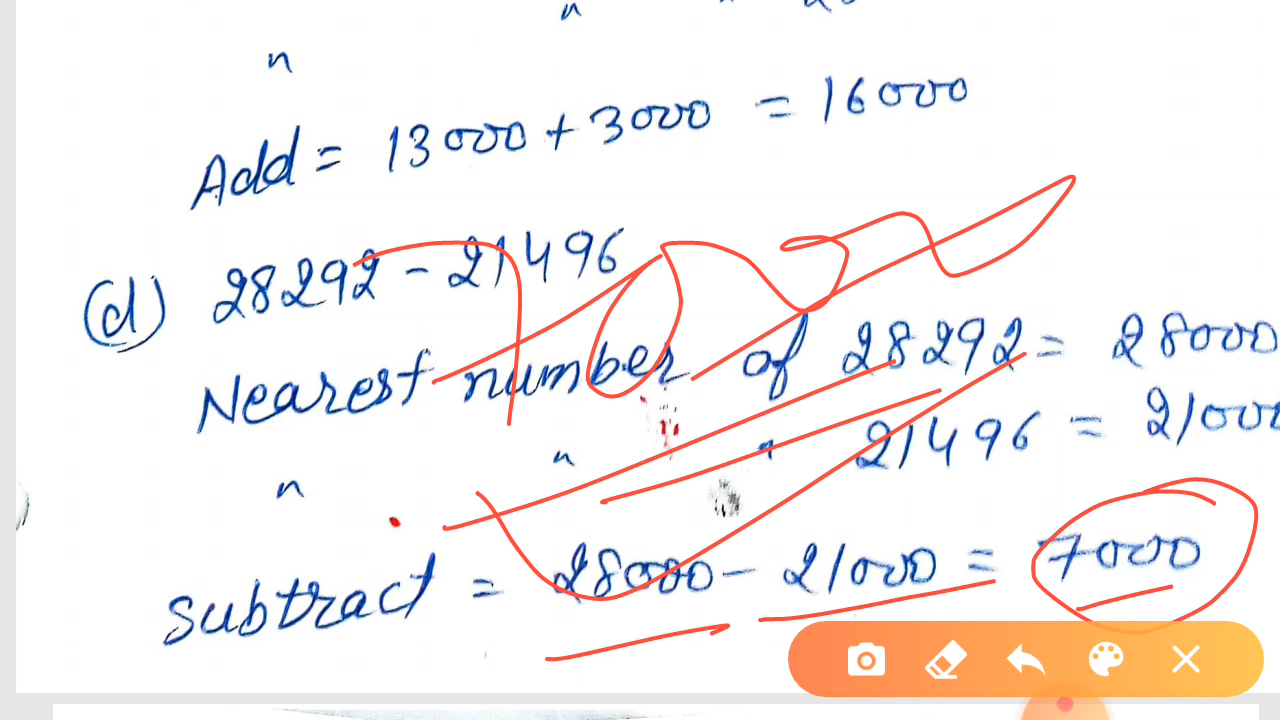 "
"
Add = 13000 + 3000 = 16000
(d) 28292 - 21496
Nearest number of 28292 = 28000
" " " 21496 = 21000
subtract = 28000 - 21000 = 7000